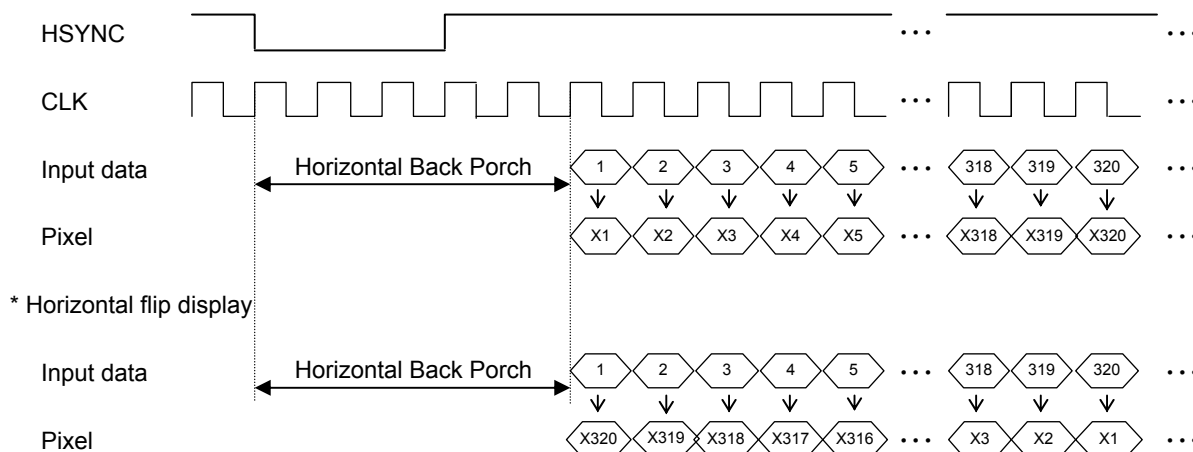 HSYNC ... ...
CLK ... ...
Input data Horizontal Back Porch 1 2 3 4 5 ... 318 319 320 ...
Pixel X1 X2 X3 X4 X5 ... X318 X319 X320 ...
* Horizontal flip display
Input data Horizontal Back Porch 1 2 3 4 5 ... 318 319 320 ...
Pixel X320 X319 X318 X317 X316 ... X3 X2 X1 ...